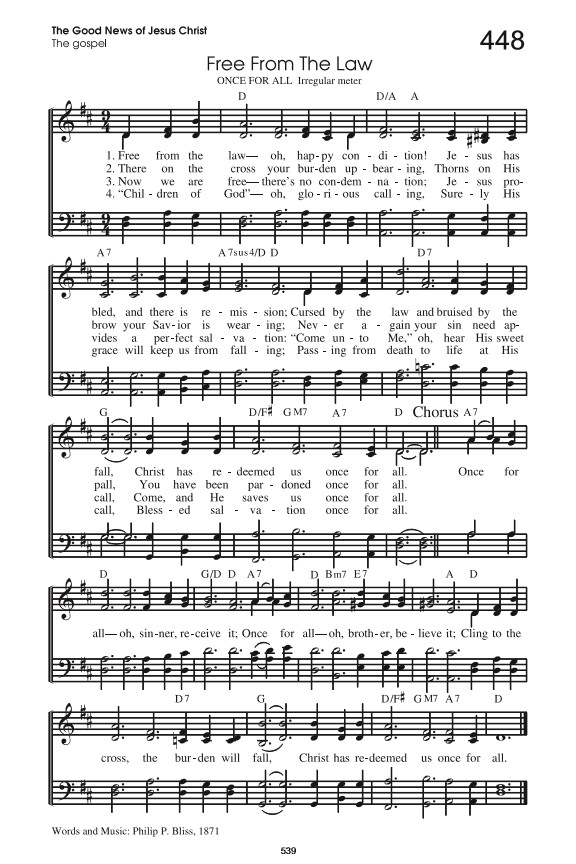 The Good News of Jesus Christ
The gospel
448
Free From The Law
ONCE FOR ALL Irregular meter
D D/A A
1. Free from the law— oh, hap-py con - di - tion! Je - sus has
2. There on the cross your bur-den up - bear - ing, Thorns on His
3. Now we are free— there's no con-dem - na - tion; Je - sus pro-
4. “Chil - dren of God”— oh, glo - ri - ous call - ing, Sure - ly His
A7 A7sus4/D D D7
bled, and there is re - mis - sion; Cursed by the law and bruised by the
brow your Sav - ior is wear - ing; Nev - er a - gain your sin need ap-
vides a per-fect sal - va - tion: “Come un - to Me,” oh, hear His sweet
grace will keep us from fall - ing; Pass - ing from death to life at His
G D/F# G M7 A7 D Chorus A7
fall, Christ has re - deemed us once for all. Once for
pall, You have been par - doned once for all.
call, Come, and He saves us once for all.
call, Bless - ed sal - va - tion once for all.
D G/D D A7 D Bm7 E7 A D
all— oh, sin-ner, re-ceive it; Once for all— oh, broth-er, be - lieve it; Cling to the
D7 G D/F# G M7 A7 D
cross, the bur-den will fall, Christ has re-deemed us once for all.
Words and Music: Philip P. Bliss, 1871
539